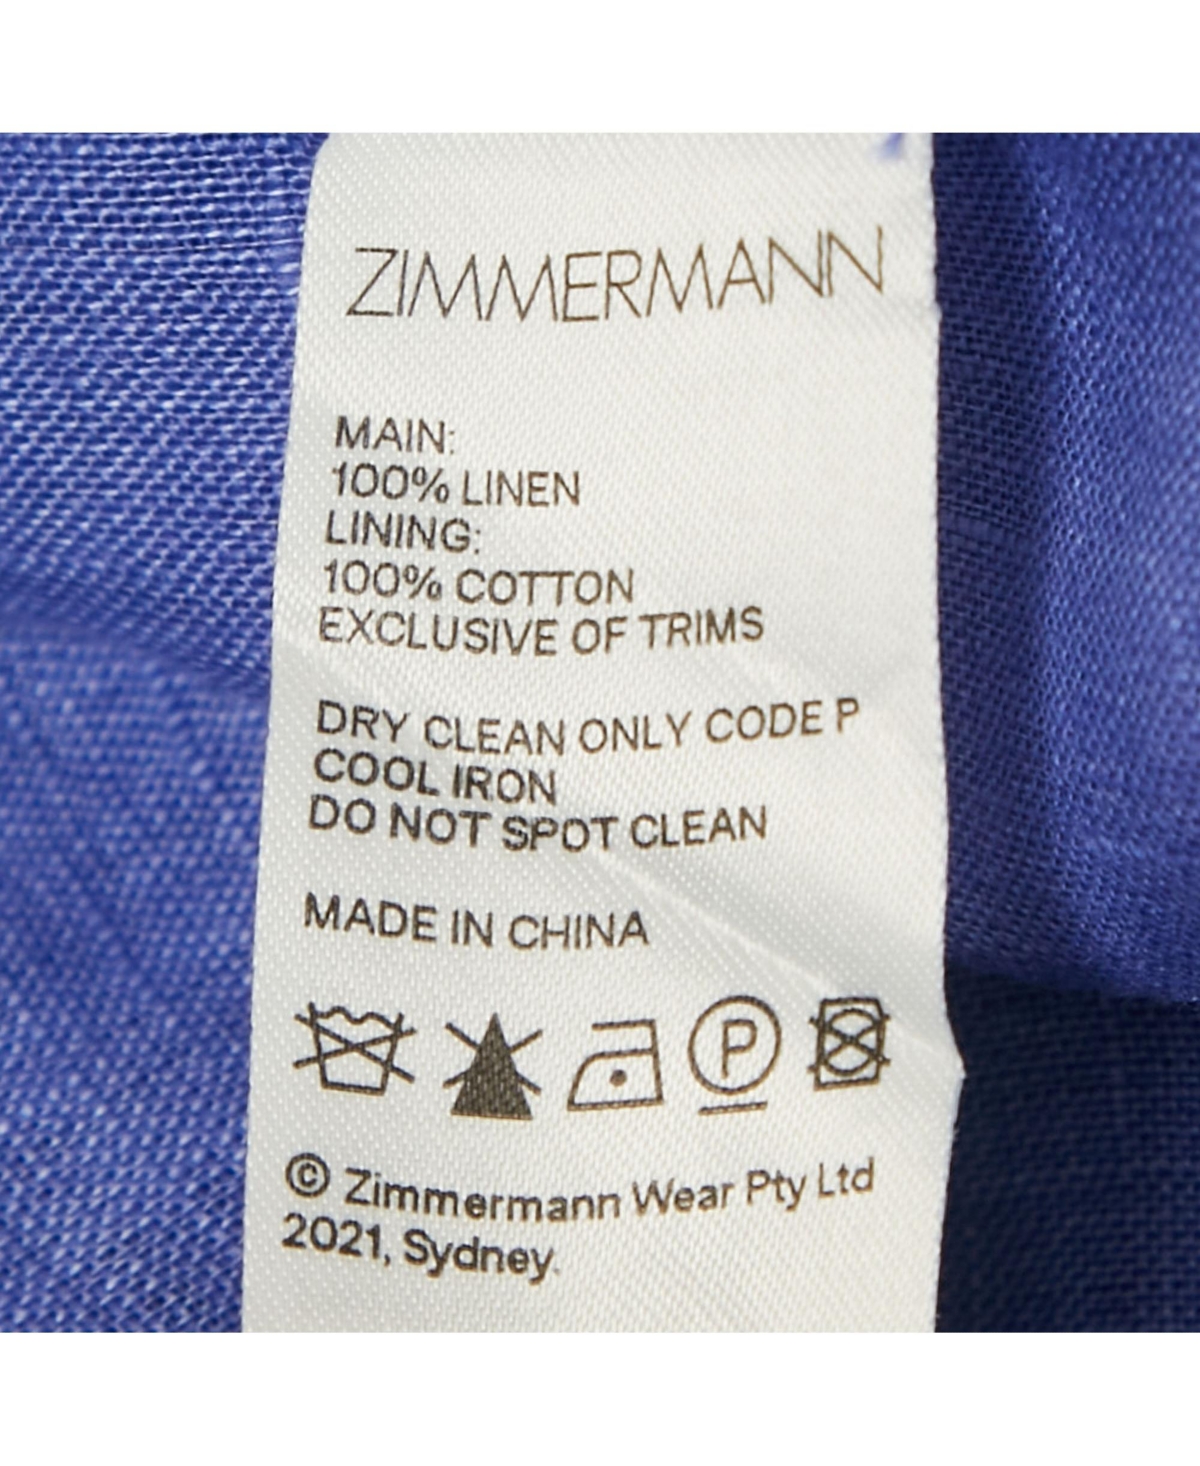 ZIMMERMANN
MAIN:
100% LINEN
LINING:
100% COTTON
EXCLUSIVE OF TRIMS
DRY CLEAN ONLY CODE P
COOL IRON
DO NOT SPOT CLEAN
MADE IN CHINA
P
© Zimmermann Wear Pty Ltd
2021, Sydney.